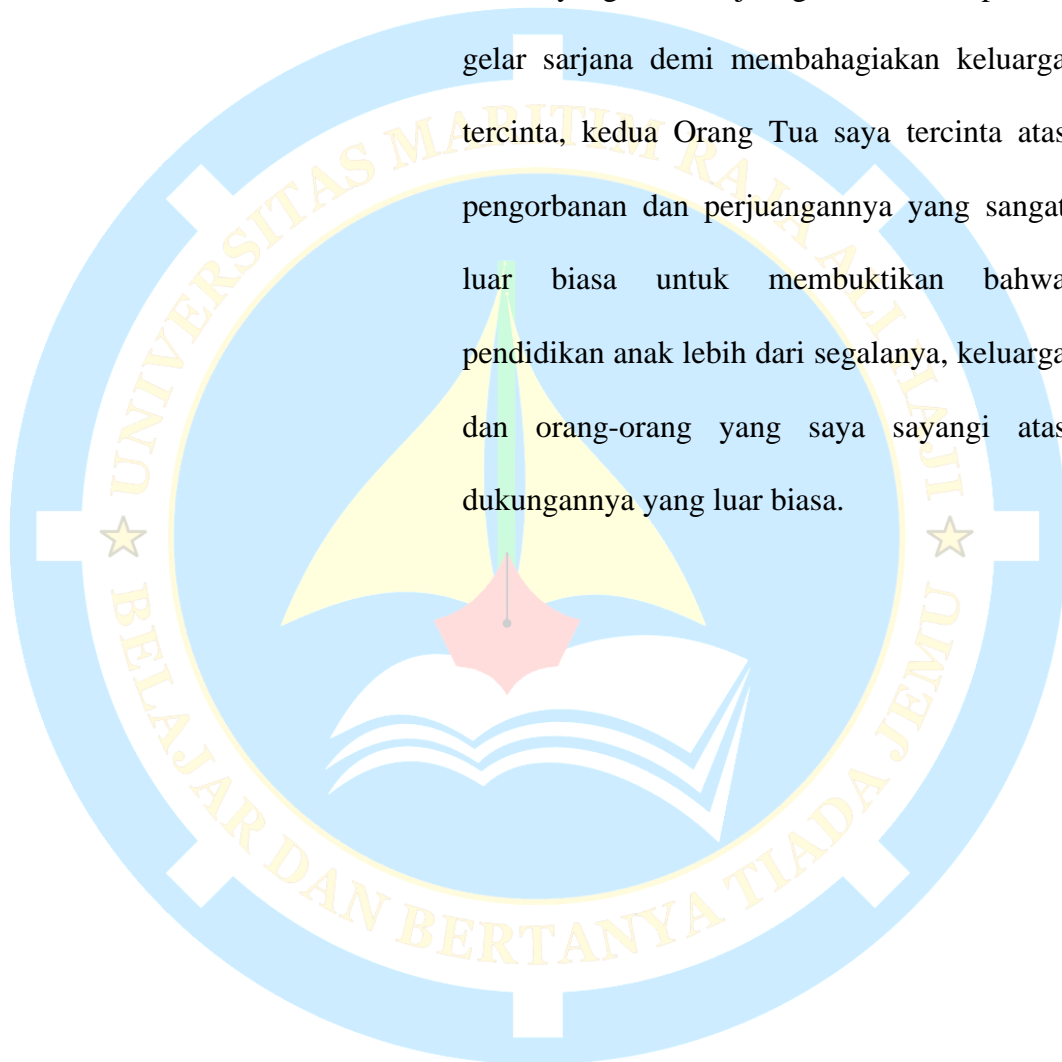 gelar sarjana demi membahagiakan keluarga
tercinta, kedua Orang Tua saya tercinta atas
pengorbanan dan perjuangannya yang sangat
luar biasa untuk membuktikan bahwa
pendidikan anak lebih dari segalanya, keluarga
dan orang-orang yang saya sayangi atas
dukungannya yang luar biasa.
UNIVERSITAS MARITIM RAJA ALI HAJI
BELAJAR DAN BERTANYA TIADA JEMU